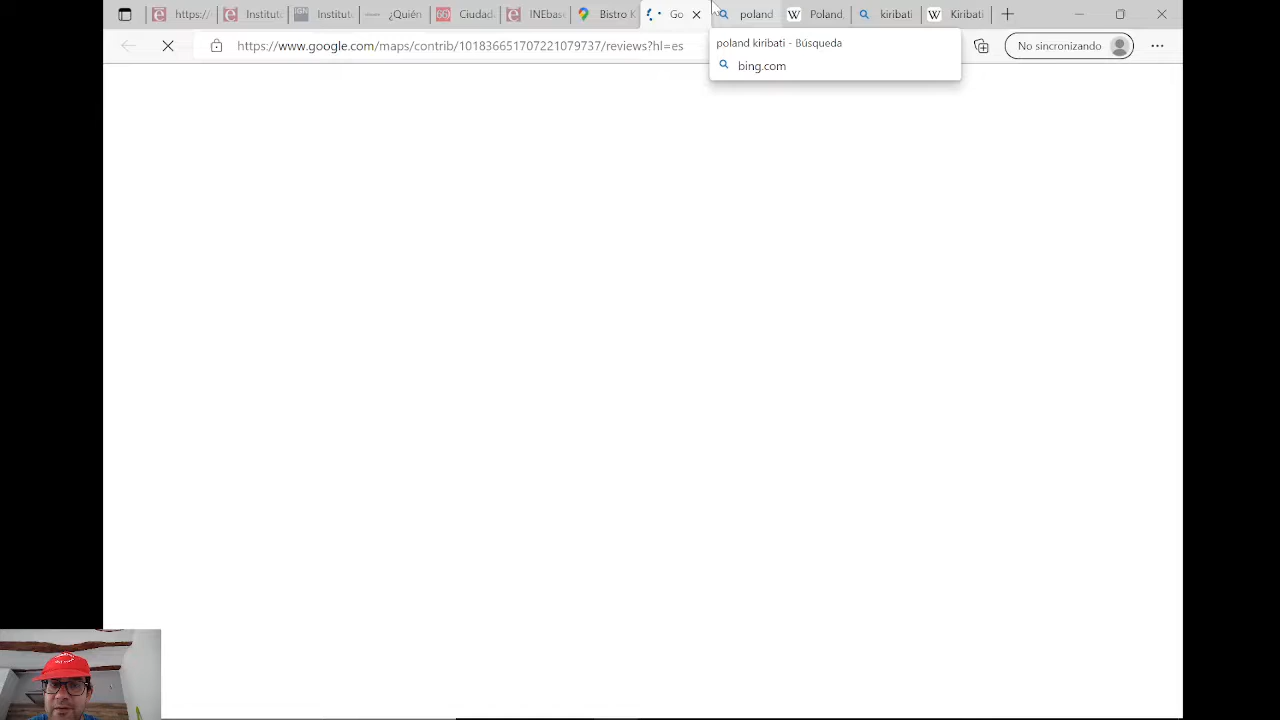 https://
Institut
Institut
¿Quién
Ciudad
INEbase
Bistro K
Go
poland
Poland,
kiribati
Kiribati
https://www.google.com/maps/contrib/101836651707221079737/reviews?hl=es
No sincronizando
poland kiribati - Búsqueda
bing.com